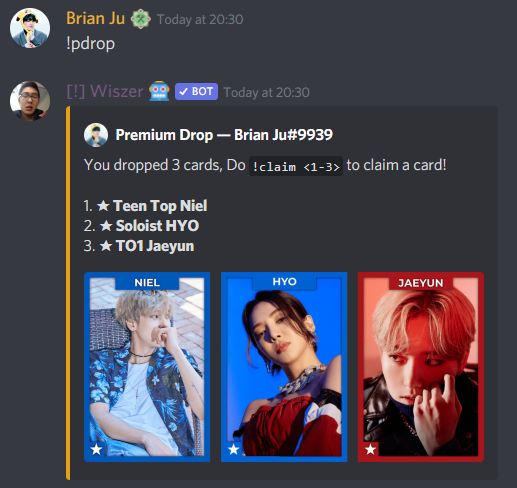 Brian Ju Today at 20:30
!pdrop
[!] Wiszer BOT Today at 20:30
Premium Drop — Brian Ju#9939
You dropped 3 cards, Do !claim <1-3> to claim a card!
1. ★ Teen Top Niel
2. ★ Soloist HYO
3. ★ TO1 Jaeyun
NIEL HYO JAEYUN